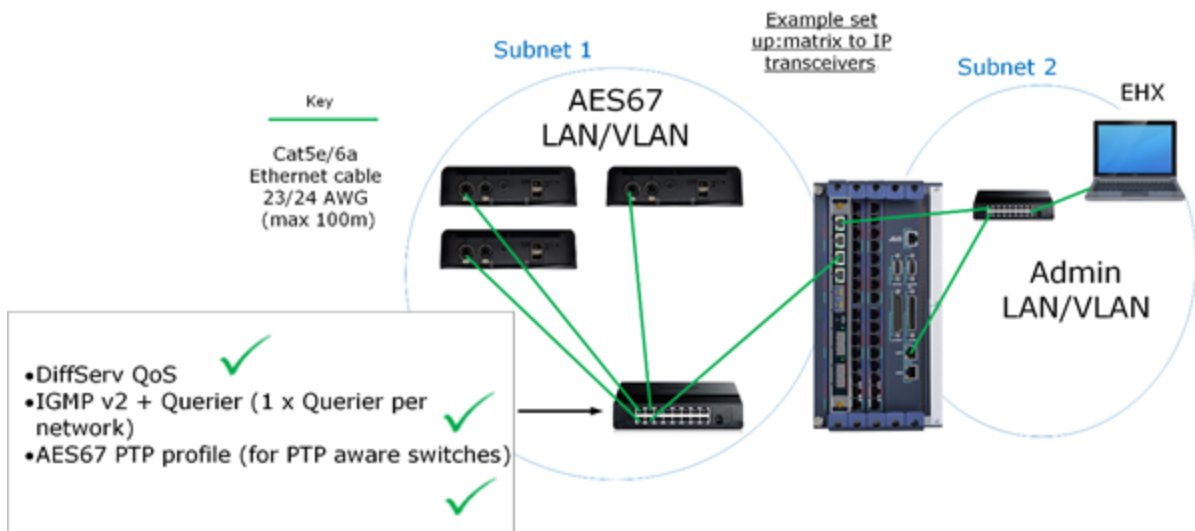 Example set
up:matrix to IP
transceivers
Subnet 1
Subnet 2
Key
AES67
LAN/VLAN
EHX
Cat5e/6a
Ethernet cable
23/24 AWG
(max 100m)
Admin
LAN/VLAN
•DiffServ QoS
•IGMP v2 + Querier (1 x Querier per
network)
•AES67 PTP profile (for PTP aware switches)